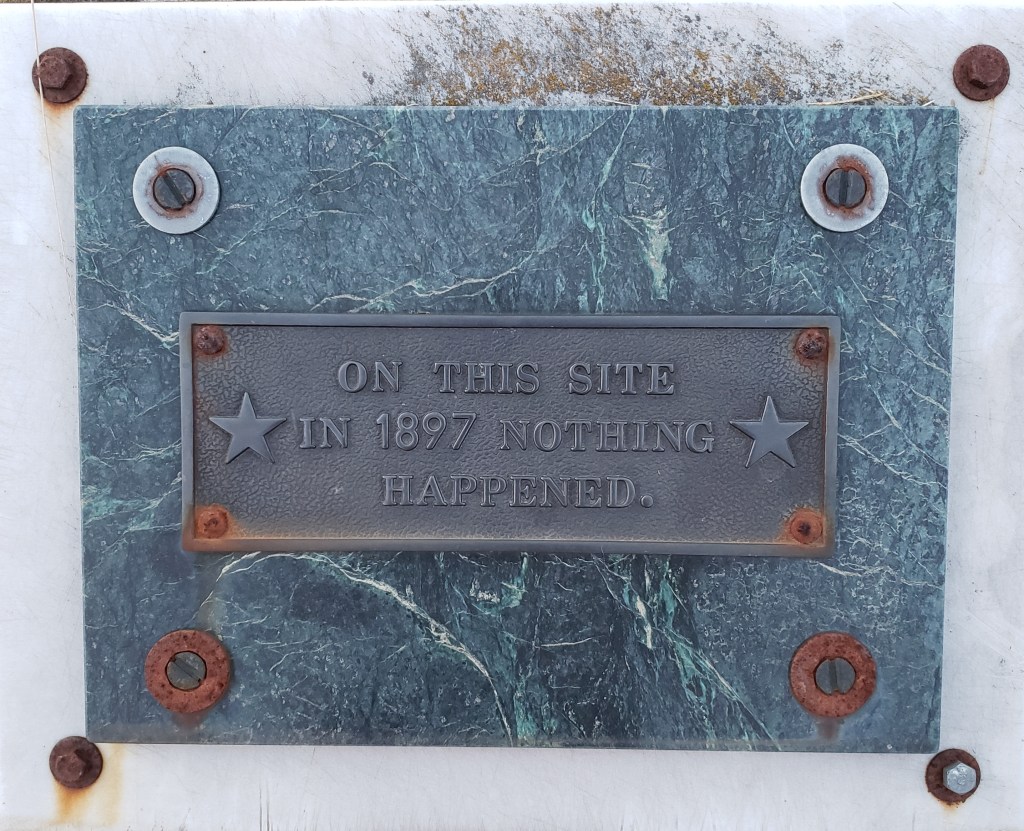 ON THIS SITE
IN 1897 NOTHING
HAPPENED.